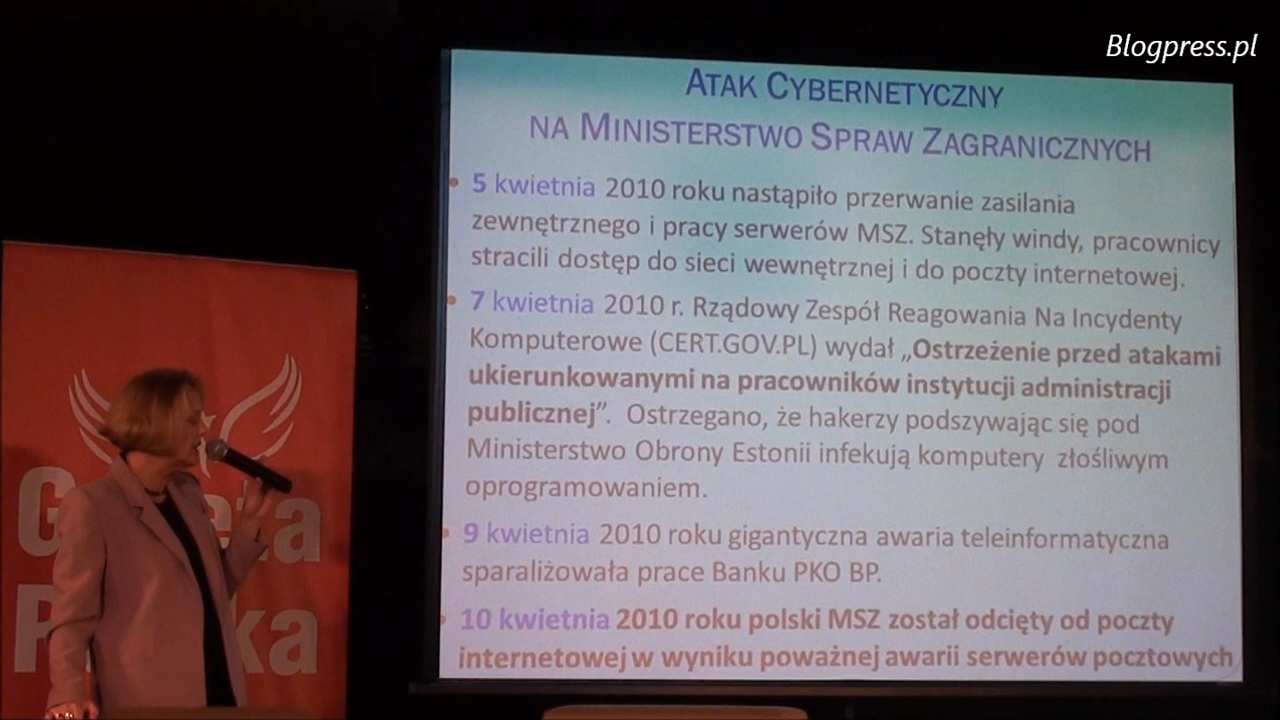 Blogpress.pl
ATAK CYBERNETYCZNY
NA MINISTERSTWO SPRAW ZAGRANICZNYCH
• 5 kwietnia 2010 roku nastąpiło przerwanie zasilania
zewnętrznego i pracy serwerów MSZ. Stanęły windy, pracownicy
stracili dostęp do sieci wewnętrznej i do poczty internetowej.
• 7 kwietnia 2010 r. Rządowy Zespół Reagowania Na Incydenty
Komputerowe (CERT.GOV.PL) wydał „Ostrzeżenie przed atakami
ukierunkowanymi na pracowników instytucji administracji
publicznej”. Ostrzegano, że hakerzy podszywając się pod
Ministerstwo Obrony Estonii infekują komputery złośliwym
oprogramowaniem.
• 9 kwietnia 2010 roku gigantyczna awaria teleinformatyczna
sparaliżowała prace Banku PKO BP.
• 10 kwietnia 2010 roku polski MSZ został odcięty od poczty
internetowej w wyniku poważnej awarii serwerów pocztowych